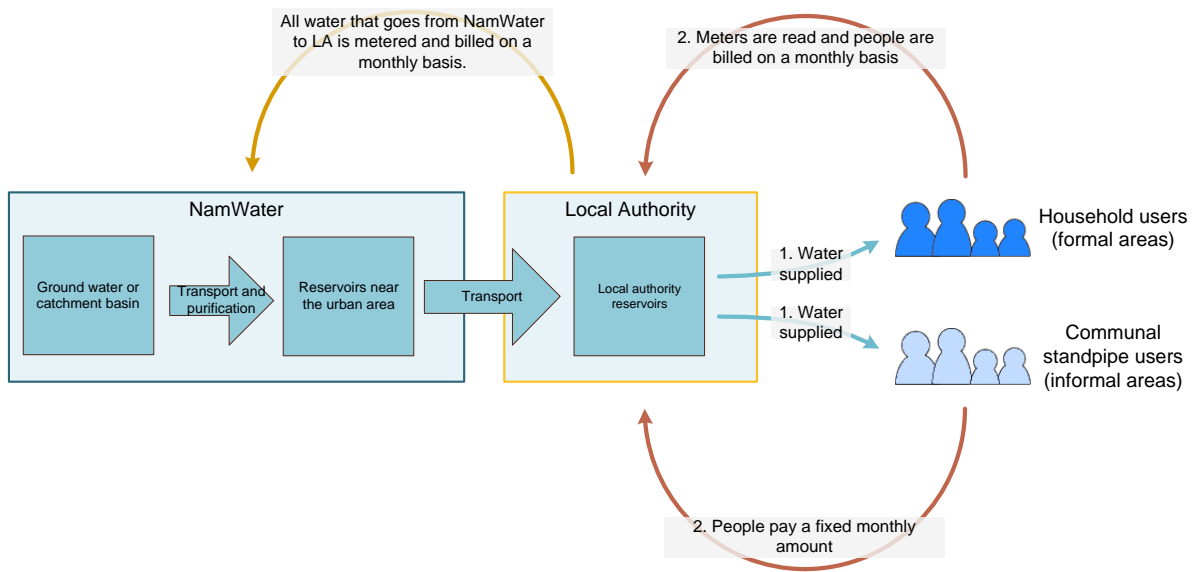 All water that goes from NamWater
to LA is metered and billed on a
monthly basis.
2. Meters are read and people are
billed on a monthly basis
NamWater
Local Authority
Household users
(formal areas)
Ground water or
catchment basin
Transport and
purification
Reservoirs near
the urban area
Transport
Local authority
reservoirs
1. Water
supplied
1. Water
supplied
Communal
standpipe users
(informal areas)
2. People pay a fixed monthly
amount